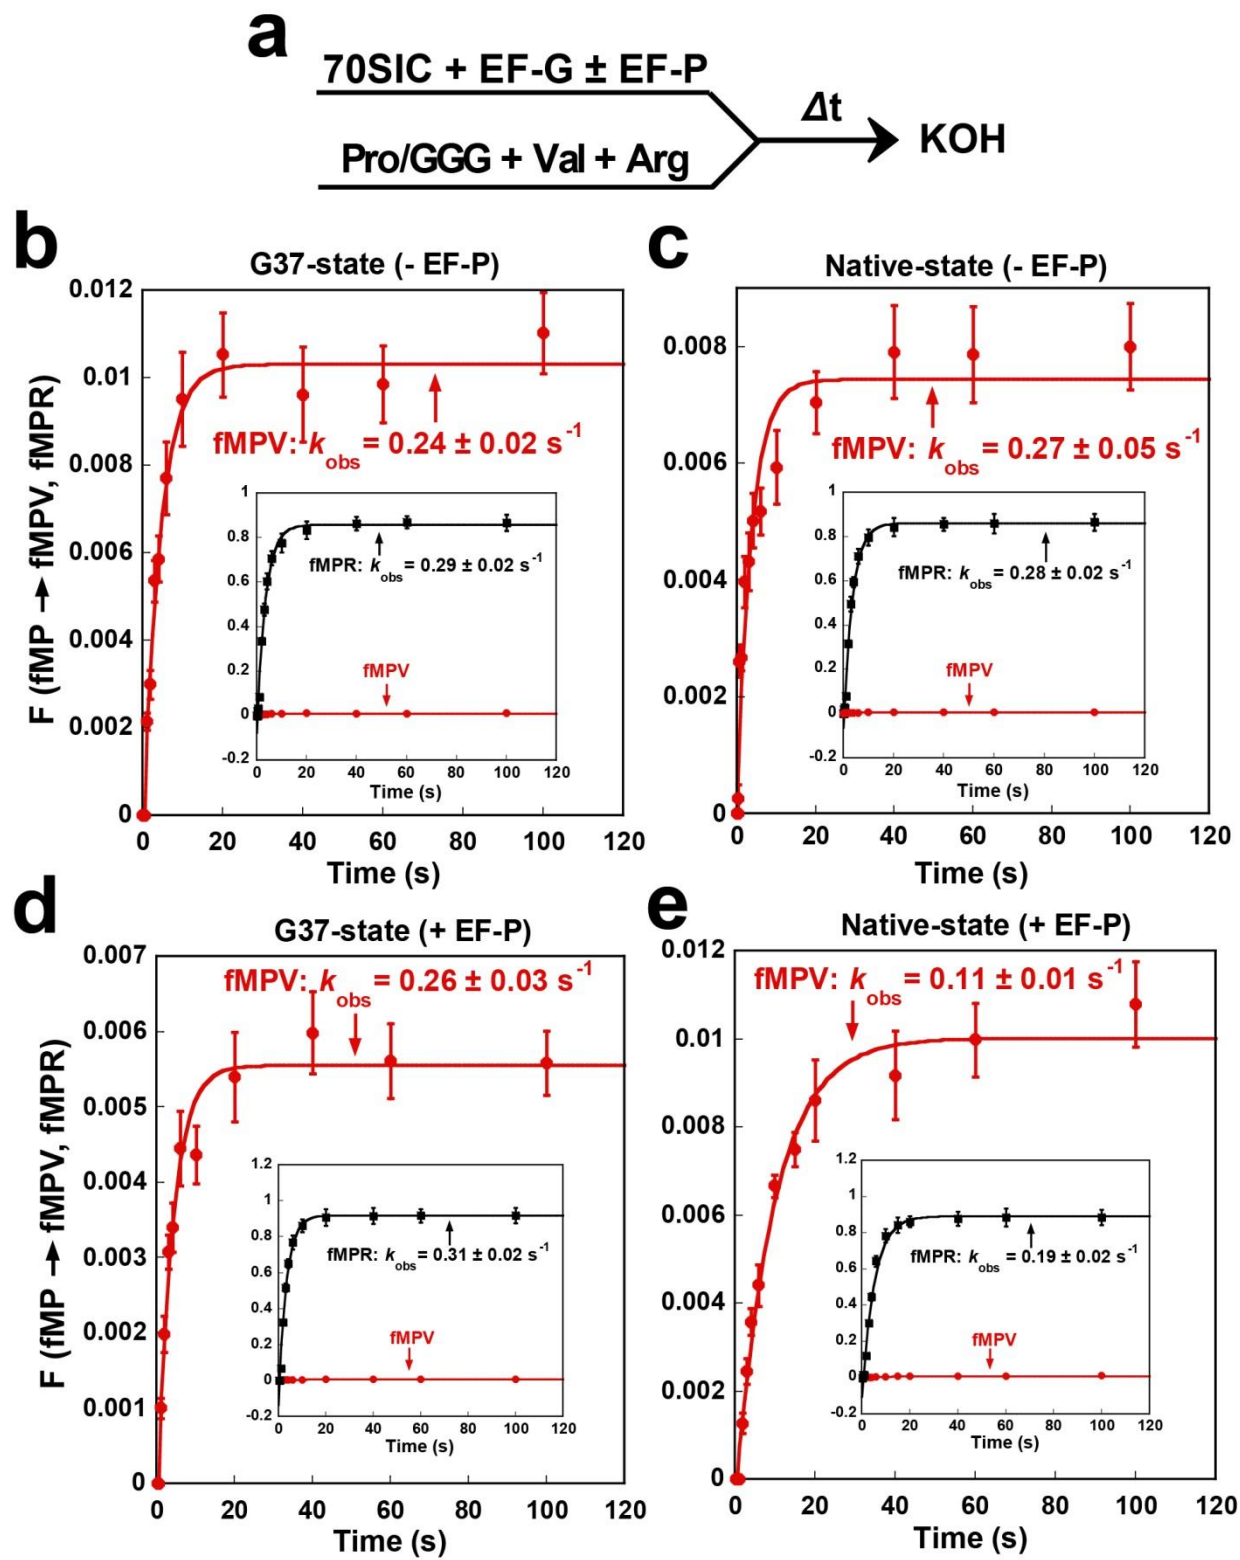 a
70SIC + EF-G ± EF-P
Pro/GGG + Val + Arg
Δt
KOH
b
G37-state (- EF-P)
F (fMP → fMPV, fMPR)
0.012
0.01
0.008
0.006
0.004
0.002
0
0 20 40 60 80 100 120
Time (s)
fMPV: kobs = 0.24 ± 0.02 s-1
1
0.8
0.6
0.4
0.2
0
-0.2
0 20 40 60 80 100 120
Time (s)
fMPR: kobs = 0.29 ± 0.02 s-1
fMPV
c
Native-state (- EF-P)
0.008
0.006
0.004
0.002
0
0 20 40 60 80 100 120
Time (s)
fMPV: kobs = 0.27 ± 0.05 s-1
1
0.8
0.6
0.4
0.2
0
-0.2
0 20 40 60 80 100 120
Time (s)
fMPR: kobs = 0.28 ± 0.02 s-1
fMPV
d
G37-state (+ EF-P)
F (fMP → fMPV, fMPR)
0.007
0.006
0.005
0.004
0.003
0.002
0.001
0
0 20 40 60 80 100 120
Time (s)
fMPV: kobs = 0.26 ± 0.03 s-1
1.2
1
0.8
0.6
0.4
0.2
0
-0.2
0 20 40 60 80 100 120
Time (s)
fMPR: kobs = 0.31 ± 0.02 s-1
fMPV
e
Native-state (+ EF-P)
0.012
0.01
0.008
0.006
0.004
0.002
0
0 20 40 60 80 100 120
Time (s)
fMPV: kobs = 0.11 ± 0.01 s-1
1.2
1
0.8
0.6
0.4
0.2
0
-0.2
0 20 40 60 80 100 120
Time (s)
fMPR: kobs = 0.19 ± 0.02 s-1
fMPV